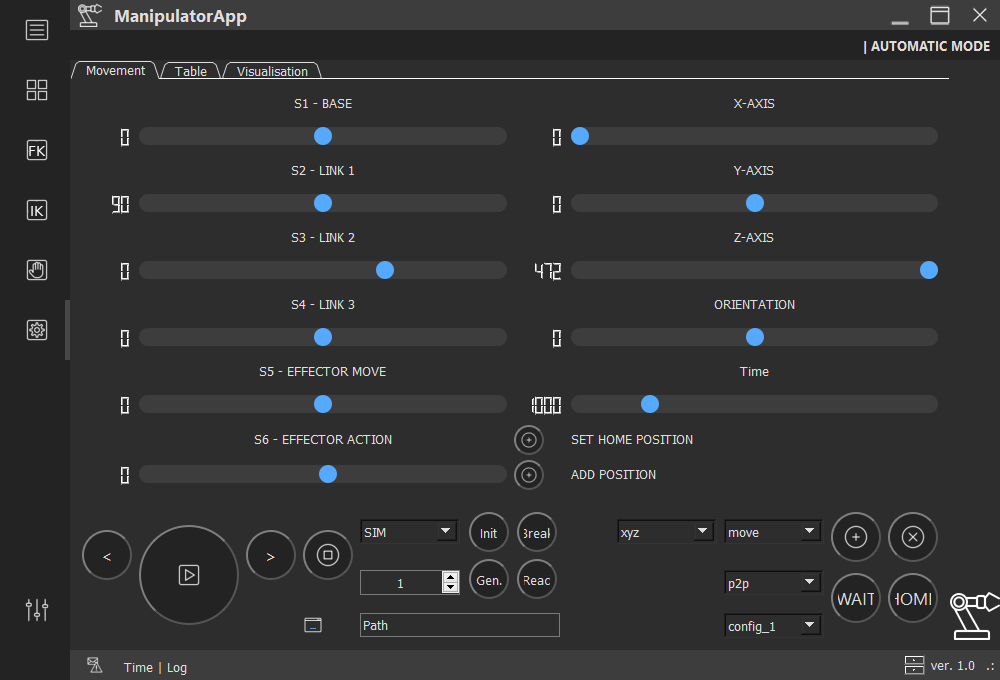 ManipulatorApp
| AUTOMATIC MODE
Movement
Table
Visualisation
S1 - BASE
X-AXIS
0
0
S2 - LINK 1
Y-AXIS
90
0
S3 - LINK 2
Z-AXIS
0
472
S4 - LINK 3
ORIENTATION
0
0
S5 - EFFECTOR MOVE
Time
0
1000
S6 - EFFECTOR ACTION
SET HOME POSITION
0
ADD POSITION
FK
IK
SIM
Init
Break
xyz
move
<
>
1
Gen.
Reac
p2p
WAIT
HOME
Path
config_1
Time | Log
ver. 1.0